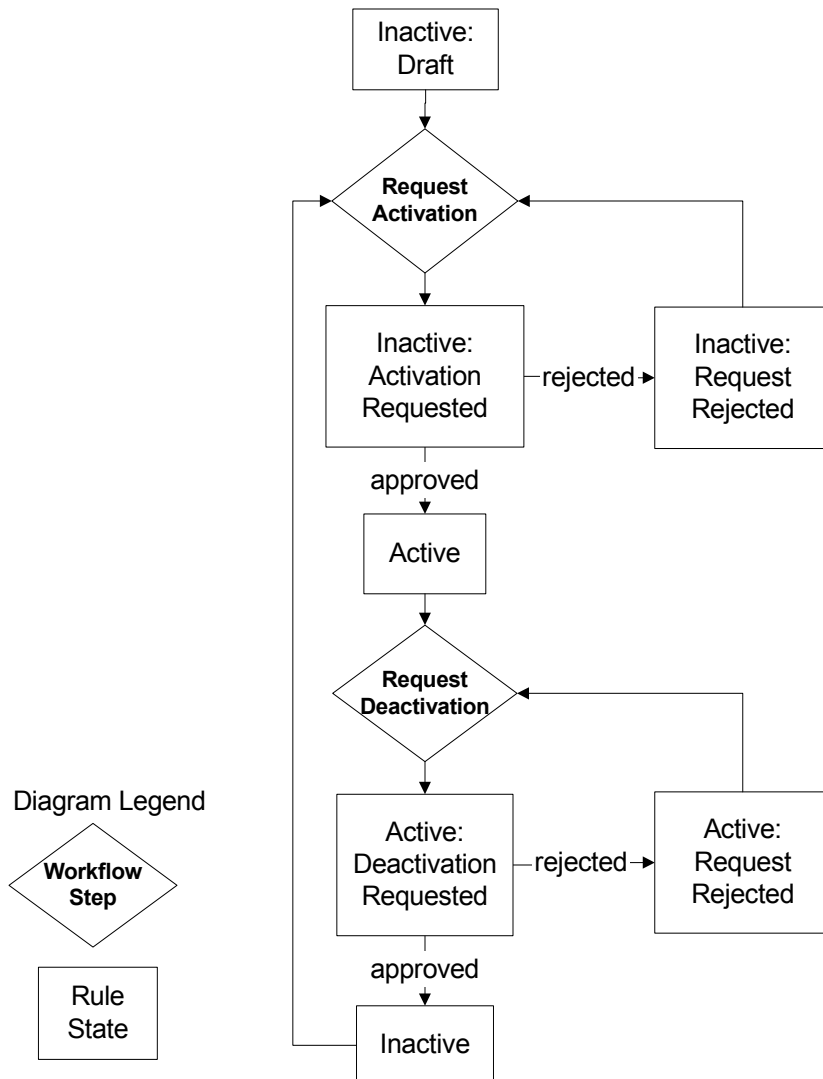 Inactive:
Draft
Request
Activation
Inactive:
Activation
Requested
rejected
Inactive:
Request
Rejected
approved
Active
Request
Deactivation
Active:
Deactivation
Requested
rejected
Active:
Request
Rejected
approved
Inactive
Diagram Legend
Workflow
Step
Rule
State